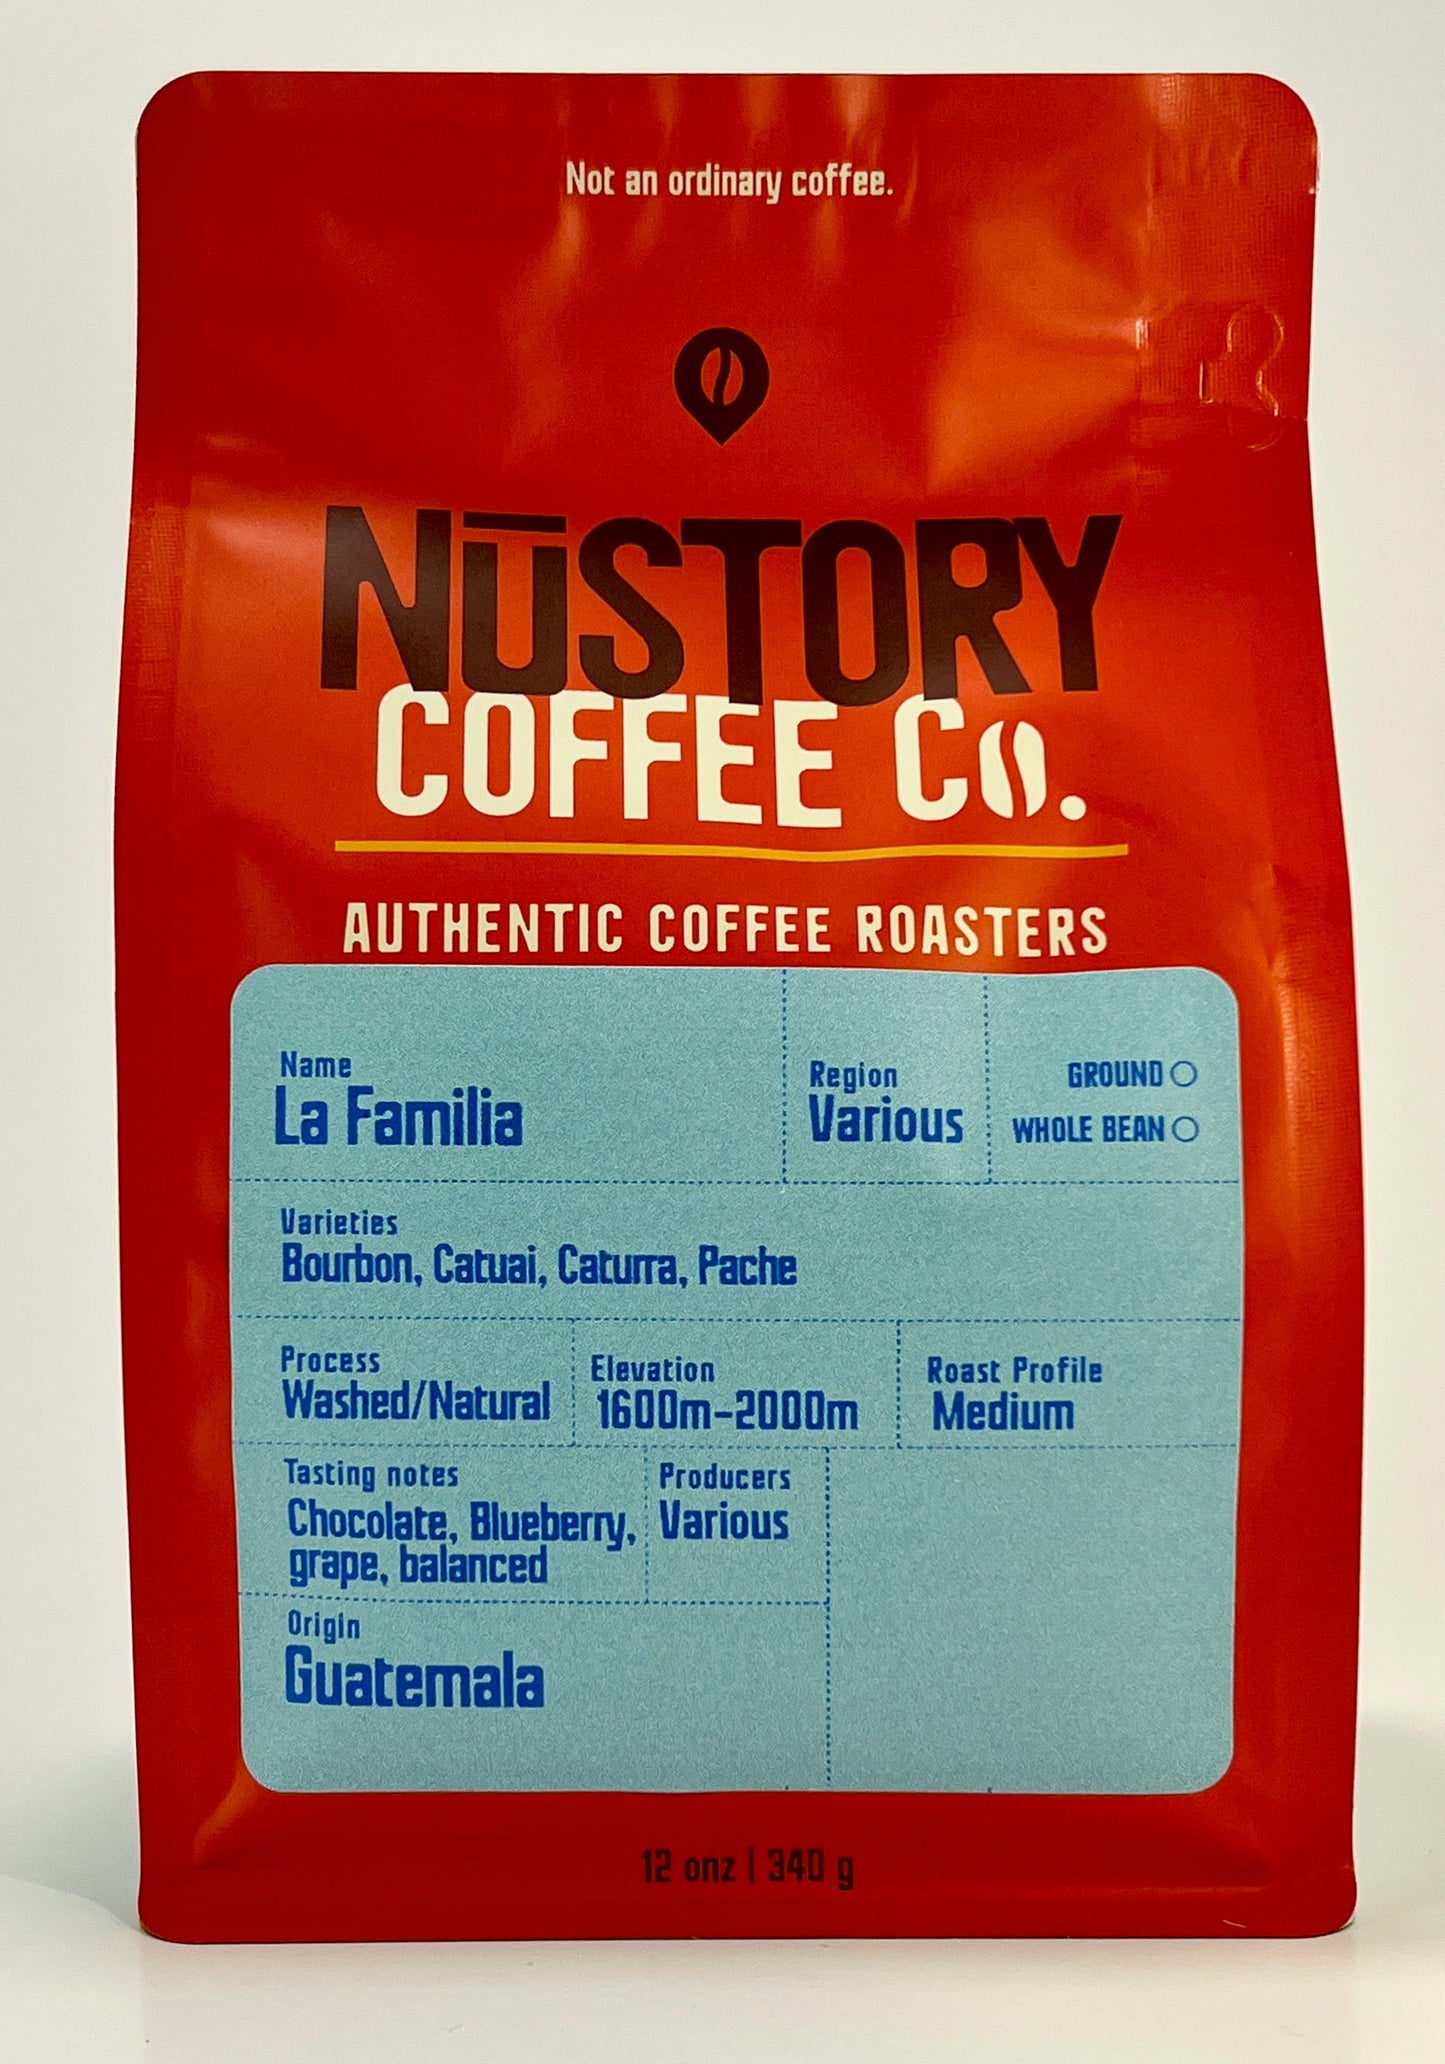 Not an ordinary coffee.
NŪSTORY
COFFEE Co.
AUTHENTIC COFFEE ROASTERS
Name
La Familia
Region
Various
GROUND
WHOLE BEAN
Varieties
Bourbon, Catuai, Caturra, Pache
Process
Washed/Natural
Elevation
1600m-2000m
Roast Profile
Medium
Tasting notes
Chocolate, Blueberry,
grape, balanced
Producers
Various
Origin
Guatemala
12 onz | 340 g